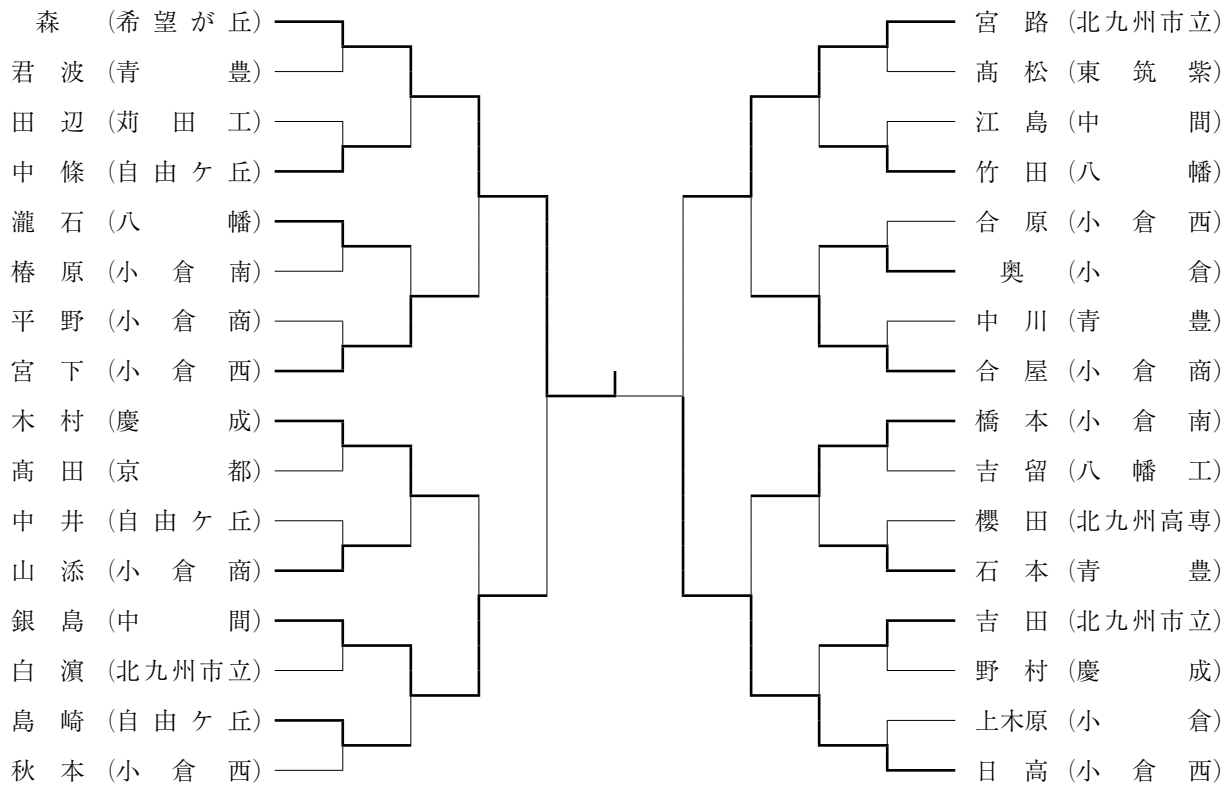 森 (希望が丘)
君波 (青豊)
田辺 (苅田工)
中條 (自由ケ丘)
瀧石 (八幡)
椿原 (小倉南)
平野 (小倉商)
宮下 (小倉西)
木村 (慶成)
髙田 (京都)
中井 (自由ケ丘)
山添 (小倉商)
銀島 (中間)
白濵 (北九州市立)
島崎 (自由ケ丘)
秋本 (小倉西)
宮路 (北九州市立)
髙松 (東筑紫)
江島 (中間)
竹田 (八幡)
合原 (小倉西)
奥 (小倉)
中川 (青豊)
合屋 (小倉商)
橋本 (小倉南)
吉留 (八幡工)
櫻田 (北九州高専)
石本 (青豊)
吉田 (北九州市立)
野村 (慶成)
上木原 (小倉)
日高 (小倉西)